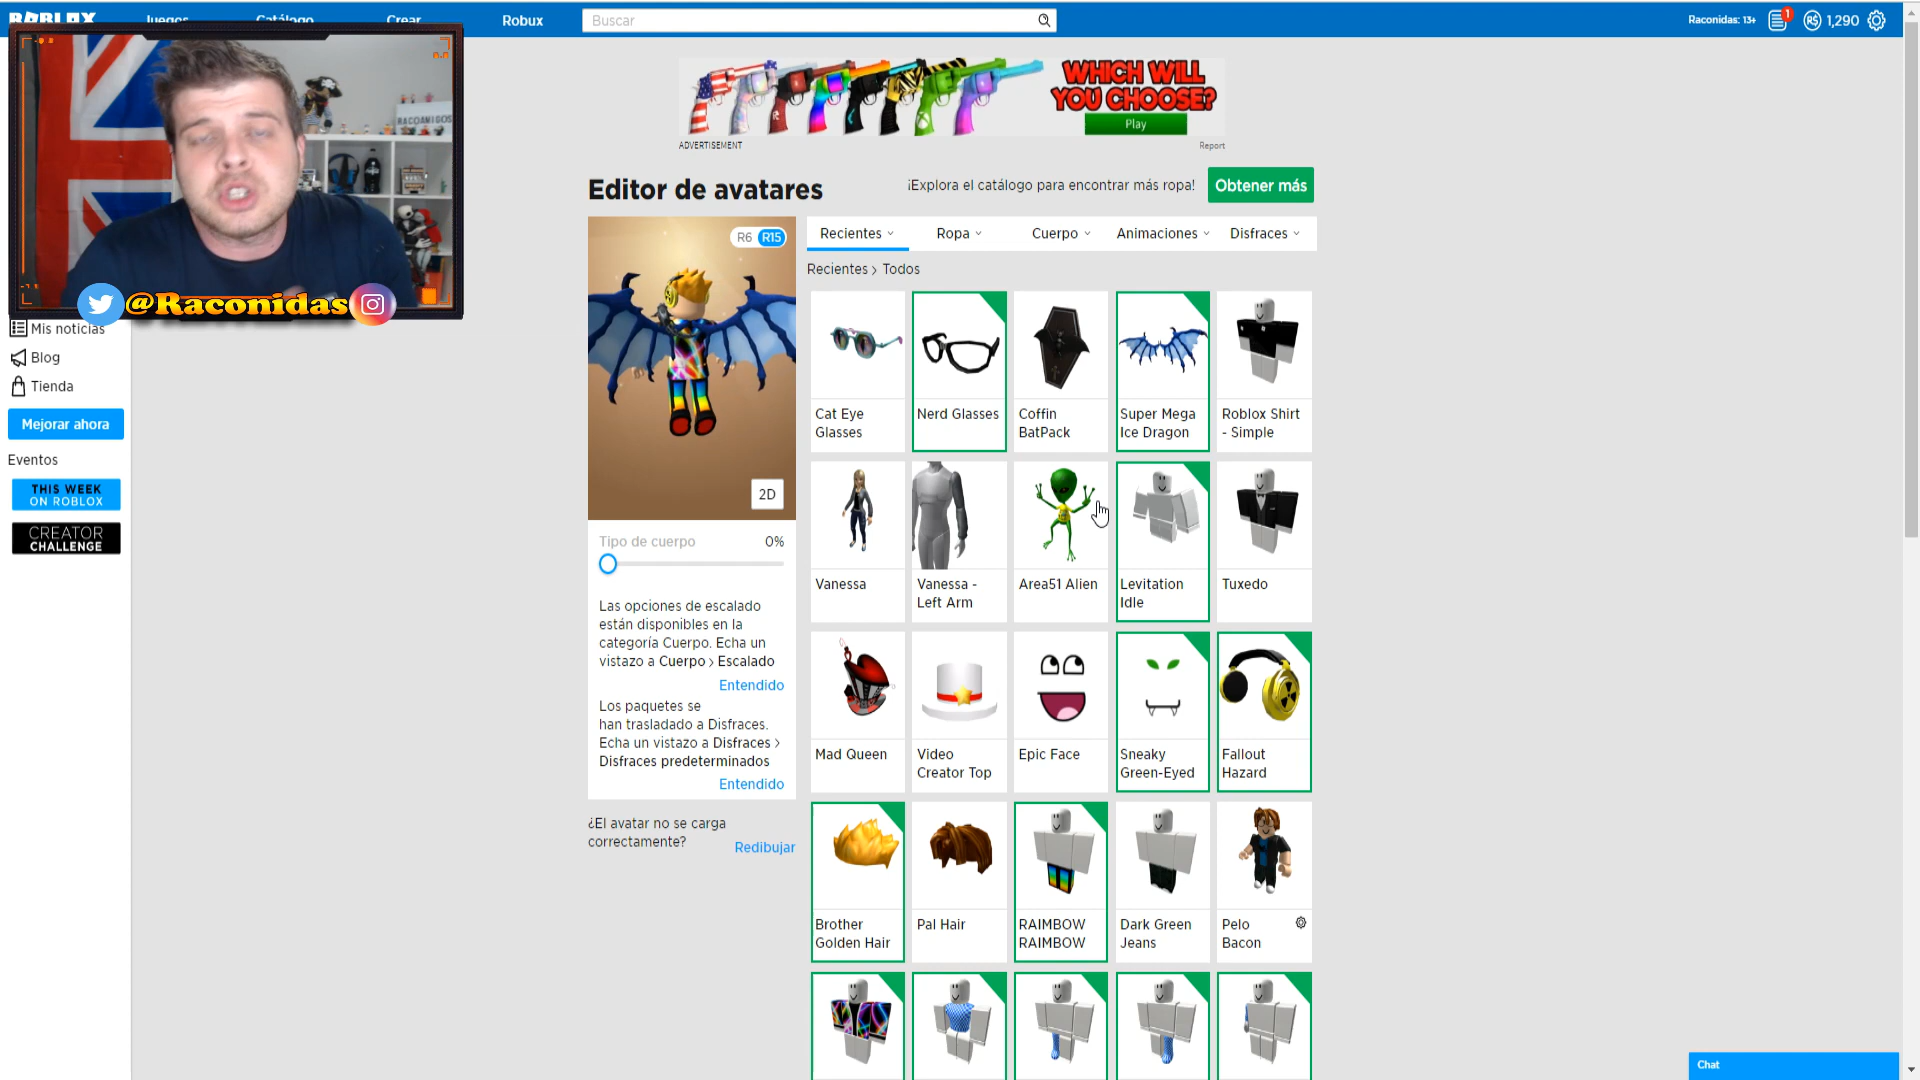 ROBLOX
Juegos
Catálogo
Crear
Robux
Buscar
Raconidas: 13+
1
R$ 1,290
RACOAMIGOS
@Raconidas
WHICH WILL
YOU CHOOSE?
Play
ADVERTISEMENT
Report
Editor de avatares
¡Explora el catálogo para encontrar más ropa!
Obtener más
R6 R15
2D
Recientes
Ropa
Cuerpo
Animaciones
Disfraces
Recientes > Todos
Mis noticias
Blog
Tienda
Mejorar ahora
Eventos
THIS WEEK
ON ROBLOX
CREATOR
CHALLENGE
Tipo de cuerpo 0%
Las opciones de escalado
están disponibles en la
categoría Cuerpo. Echa un
vistazo a Cuerpo > Escalado
Entendido
Los paquetes se
han trasladado a Disfraces.
Echa un vistazo a Disfraces >
Disfraces predeterminados
Entendido
¿El avatar no se carga
correctamente?
Redibujar
Cat Eye
Glasses
Nerd Glasses
Coffin
BatPack
Super Mega
Ice Dragon
Roblox Shirt
- Simple
Vanessa
Vanessa -
Left Arm
Area51 Alien
Levitation
Idle
Tuxedo
Mad Queen
Video
Creator Top
Epic Face
Sneaky
Green-Eyed
Fallout
Hazard
Brother
Golden Hair
Pal Hair
RAIMBOW
RAIMBOW
Dark Green
Jeans
Pelo
Bacon
Chat